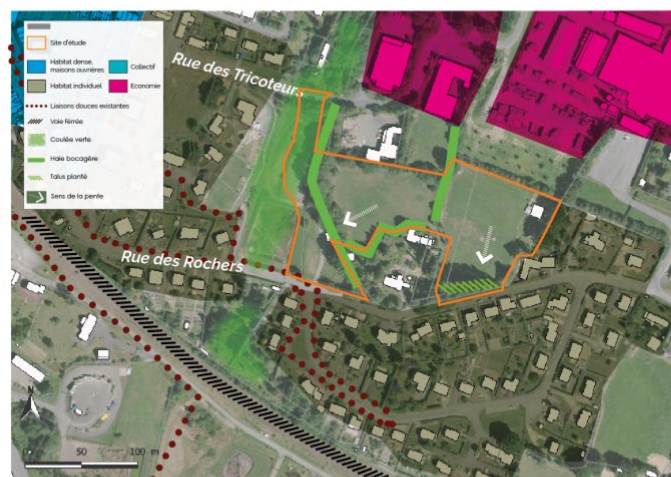 Site d'étude
Habitat dense,
maisons ouvrières
Collectif
Habitat individuel
Economie
Liaisons douces existantes
Voie férrée
Coulée verte
Haie bocagère
Talus planté
Sens de la pente
Rue des Tricoteurs
Rue des Rochers
N
0 50 100 m